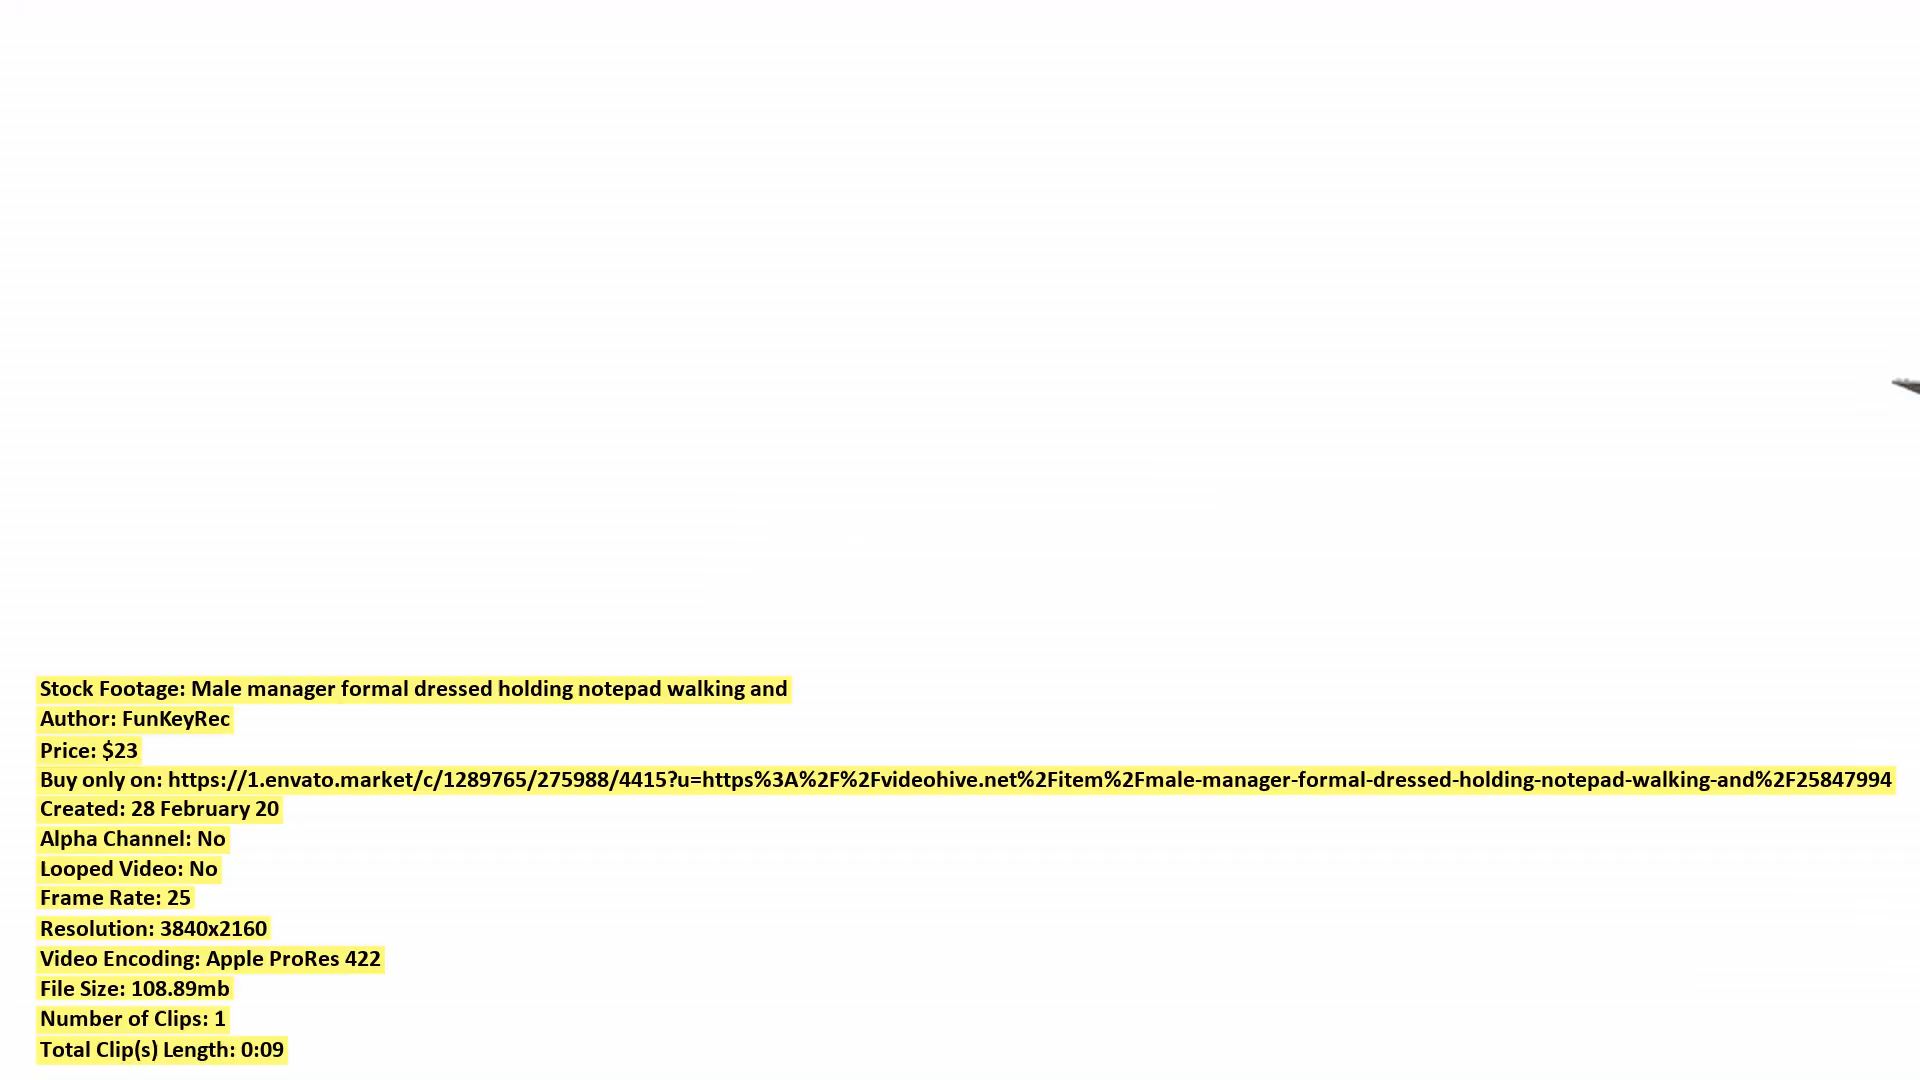 Stock Footage: Male manager formal dressed holding notepad walking and
Author: FunKeyRec
Price: $23
Buy only on: https://1.envato.market/c/1289765/275988/4415?u=https%3A%2F%2Fvideohive.net%2Fitem%2Fmale-manager-formal-dressed-holding-notepad-walking-and%2F25847994
Created: 28 February 20
Alpha Channel: No
Looped Video: No
Frame Rate: 25
Resolution: 3840x2160
Video Encoding: Apple ProRes 422
File Size: 108.89mb
Number of Clips: 1
Total Clip(s) Length: 0:09